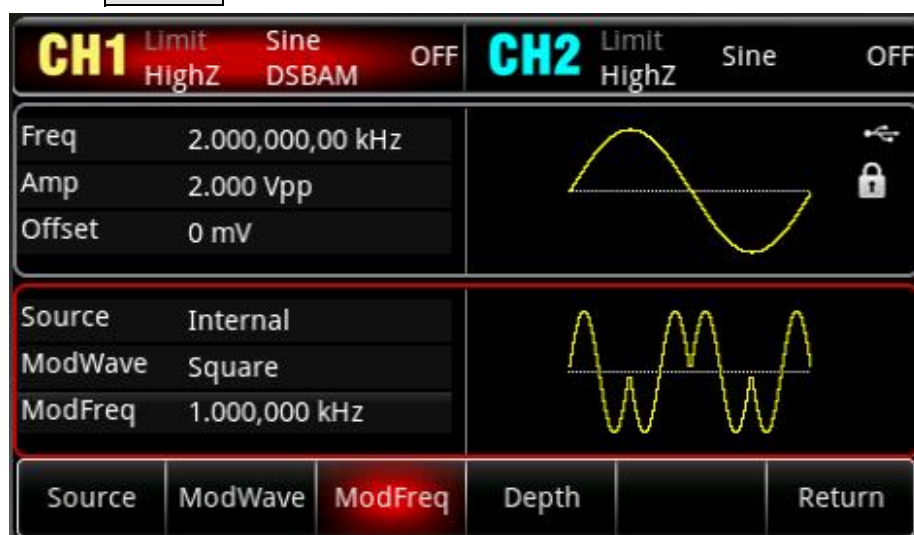 CH1 Limit Sine OFF CH2 Limit Sine OFF
HighZ DSBAM HighZ
Freq 2.000,000,00 kHz
Amp 2.000 Vpp
Offset 0 mV
Source Internal
ModWave Square
ModFreq 1.000,000 kHz
Source ModWave ModFreq Depth Return